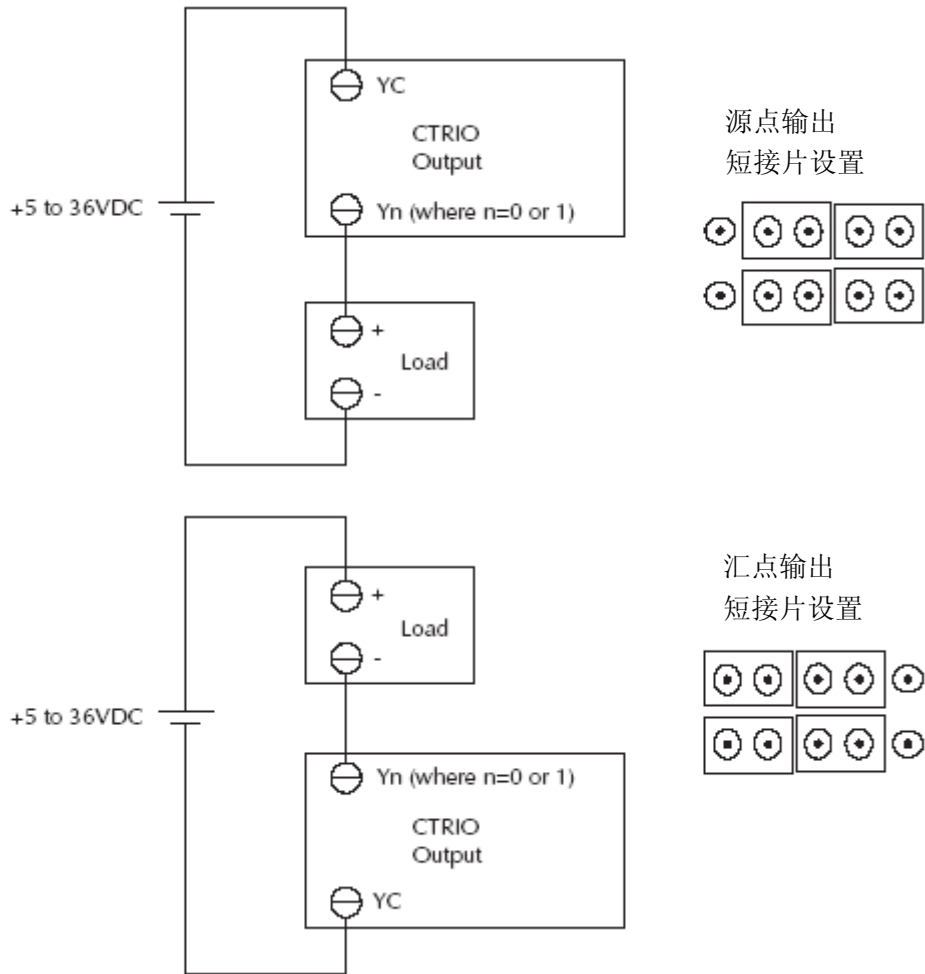 YC
CTRIO
Output
+5 to 36VDC
Yn (where n=0 or 1)
+
Load
-
源点输出
短接片设置
+
Load
-
+5 to 36VDC
Yn (where n=0 or 1)
CTRIO
Output
YC
汇点输出
短接片设置